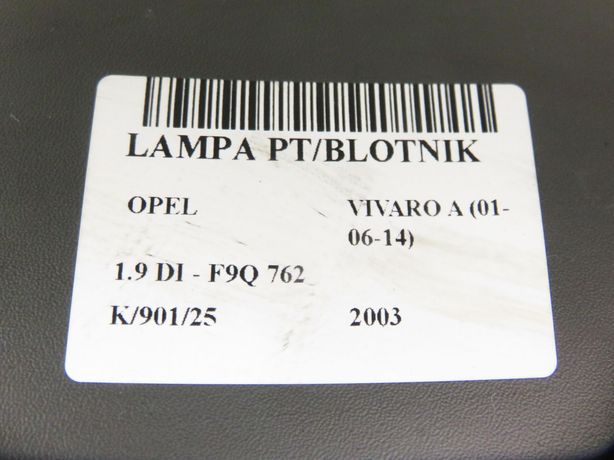 LAMPA PT/BLOTNIK
OPEL VIVARO A (01-
06-14)
1.9 DI - F9Q 762
K/901/25 2003